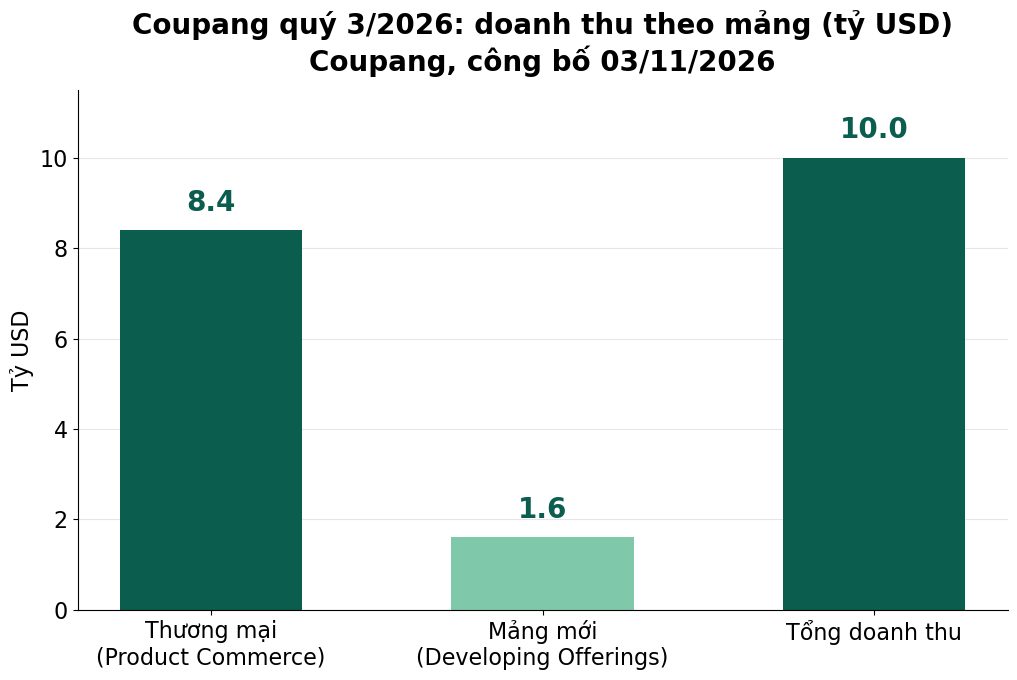 Coupang quý 3/2026: doanh thu theo mảng (tỷ USD)
Coupang, công bố 03/11/2026
Tỷ USD
10
8
6
4
2
0
8.4
1.6
10.0
Thương mại
(Product Commerce)
Mảng mới
(Developing Offerings)
Tổng doanh thu